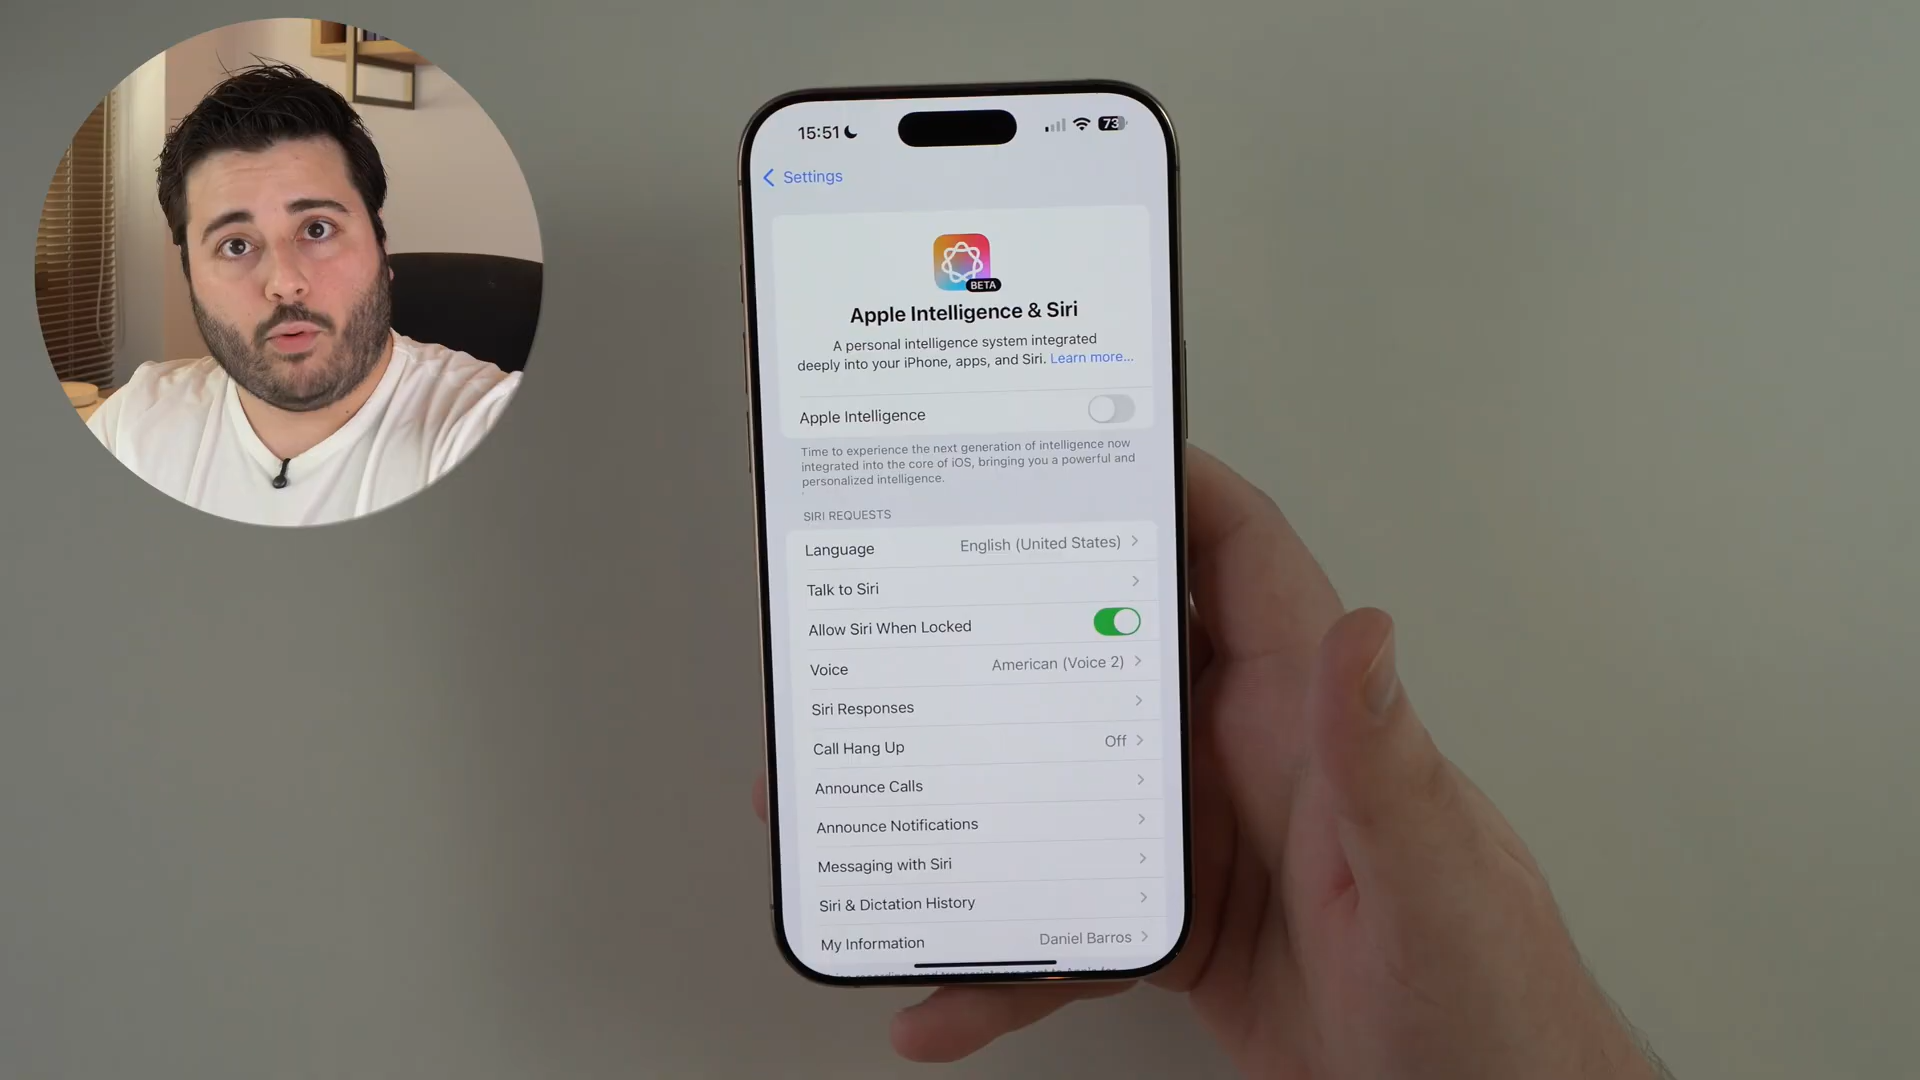 15:51
73
Settings
BETA
Apple Intelligence & Siri
A personal intelligence system integrated
deeply into your iPhone, apps, and Siri. Learn more...
Apple Intelligence
Time to experience the next generation of intelligence now
integrated into the core of iOS, bringing you a powerful and
personalized intelligence.
SIRI REQUESTS
Language English (United States)
Talk to Siri
Allow Siri When Locked
Voice American (Voice 2)
Siri Responses
Call Hang Up Off
Announce Calls
Announce Notifications
Messaging with Siri
Siri & Dictation History
My Information Daniel Barros